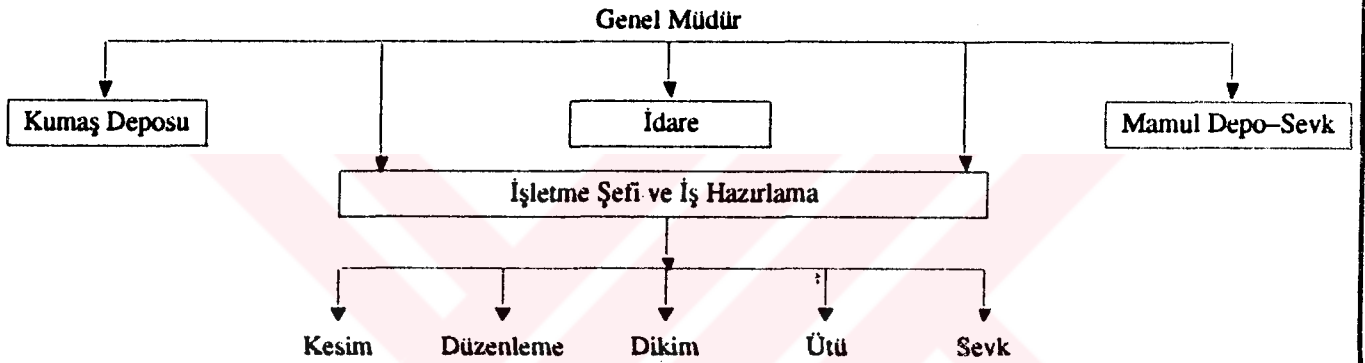 Genel Müdür
Kumaş Deposu İdare Mamul Depo–Sevk
İşletme Şefi ve İş Hazırlama
Kesim Düzenleme Dikim Ütü Sevk